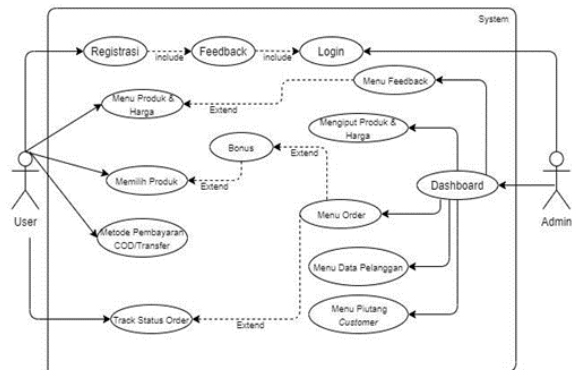 System
Registrasi
include
Feedback
include
Login
Menu Feedback
Menu Produk &
Harga
Extend
Mengiput Produk &
Harga
Bonus
Extend
Memilih Produk
Extend
Dashboard
User
Admin
Menu Order
Metode Pembayaran
COD/Transfer
Menu Data Pelanggan
Track Status Order
Extend
Menu Piutang
Customer